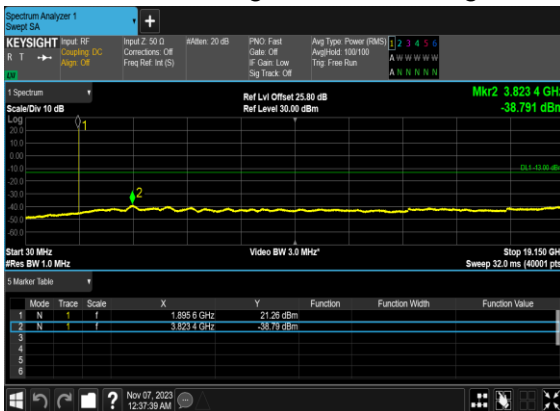 Spectrum Analyzer 1
Swept SA
KEYSIGHT Input: RF Input Z: 50 Ω #Atten: 20 dB PNO: Fast Avg Type: Power (RMS) 1 2 3 4 5 6
R T Coupling: DC Corrections: Off Gate: Off Avg|Hold: 100/100 A W W W W W
Align: Off Freq Ref: Int (S) IF Gain: Low Trig: Free Run
Sig Track: Off A N N N N N
1 Spectrum Ref Lvl Offset 25.80 dB Mkr2 3.823 4 GHz
Scale/Div 10 dB Ref Level 30.00 dBm -38.791 dBm
Log
20.0 1
10.0
0.00
-10.0 DL1 -13.00 dBm
-20.0
-30.0 2
-40.0
-50.0
-60.0
Start 30 MHz Video BW 3.0 MHz* Stop 19.150 GH
#Res BW 1.0 MHz Sweep 32.0 ms (40001 pts
5 Marker Table
Mode Trace Scale X Y Function Function Width Function Value
1 N 1 f 1.895 6 GHz 21.26 dBm
2 N 1 f 3.823 4 GHz -38.79 dBm
3
4
5
6
? Nov 07, 2023
12:37:39 AM